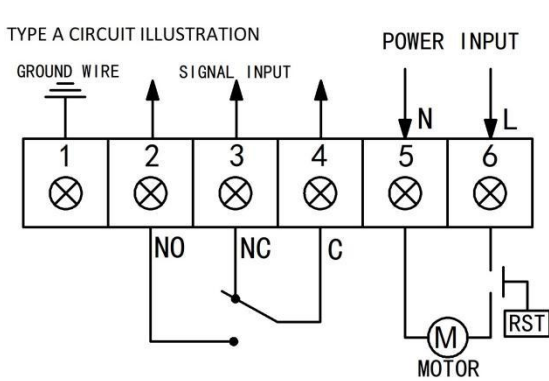 TYPE A CIRCUIT ILLUSTRATION
POWER INPUT
GROUND WIRE
SIGNAL INPUT
N
L
1 2 3 4 5 6
NO NC C
RST
M
MOTOR